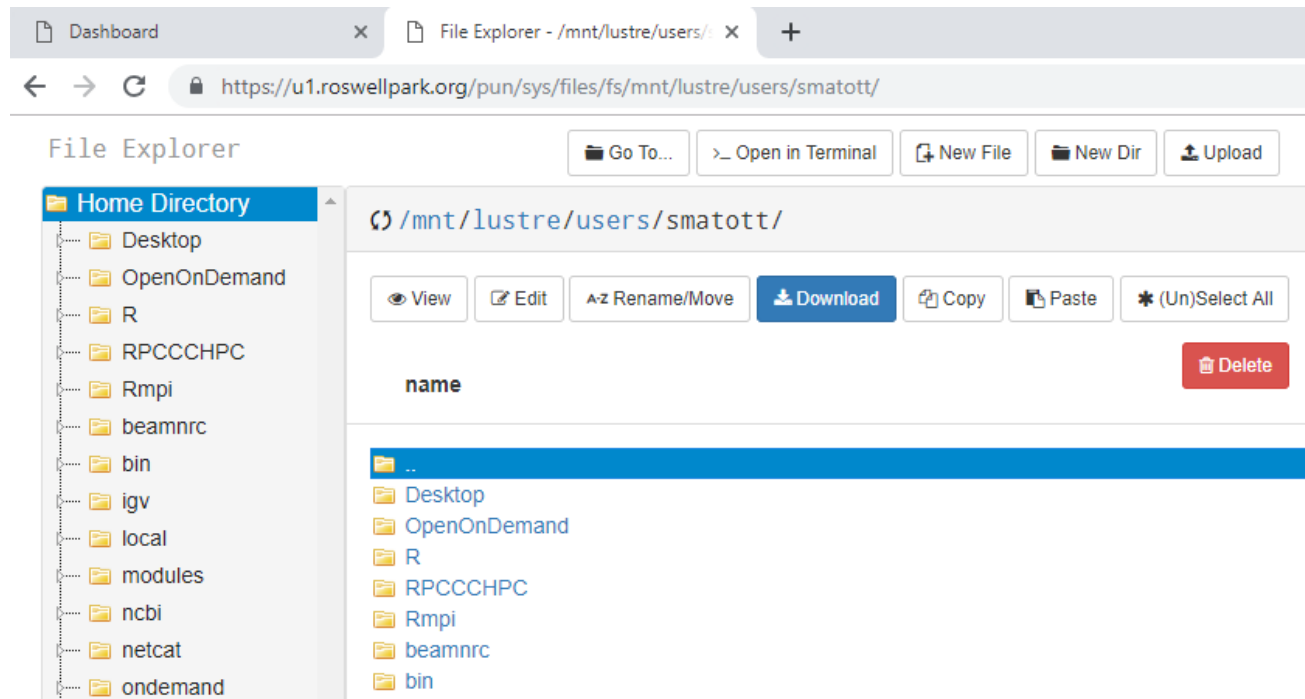 Dashboard
File Explorer - /mnt/lustre/users/s
https://u1.roswellpark.org/pun/sys/files/fs/mnt/lustre/users/smatott/
File Explorer
Go To...
>_ Open in Terminal
New File
New Dir
Upload
Home Directory
Desktop
OpenOnDemand
R
RPCCCHPC
Rmpi
beamnrc
bin
igv
local
modules
ncbi
netcat
ondemand
/mnt/lustre/users/smatott/
View
Edit
A-Z Rename/Move
Download
Copy
Paste
(Un)Select All
Delete
name
..
Desktop
OpenOnDemand
R
RPCCCHPC
Rmpi
beamnrc
bin